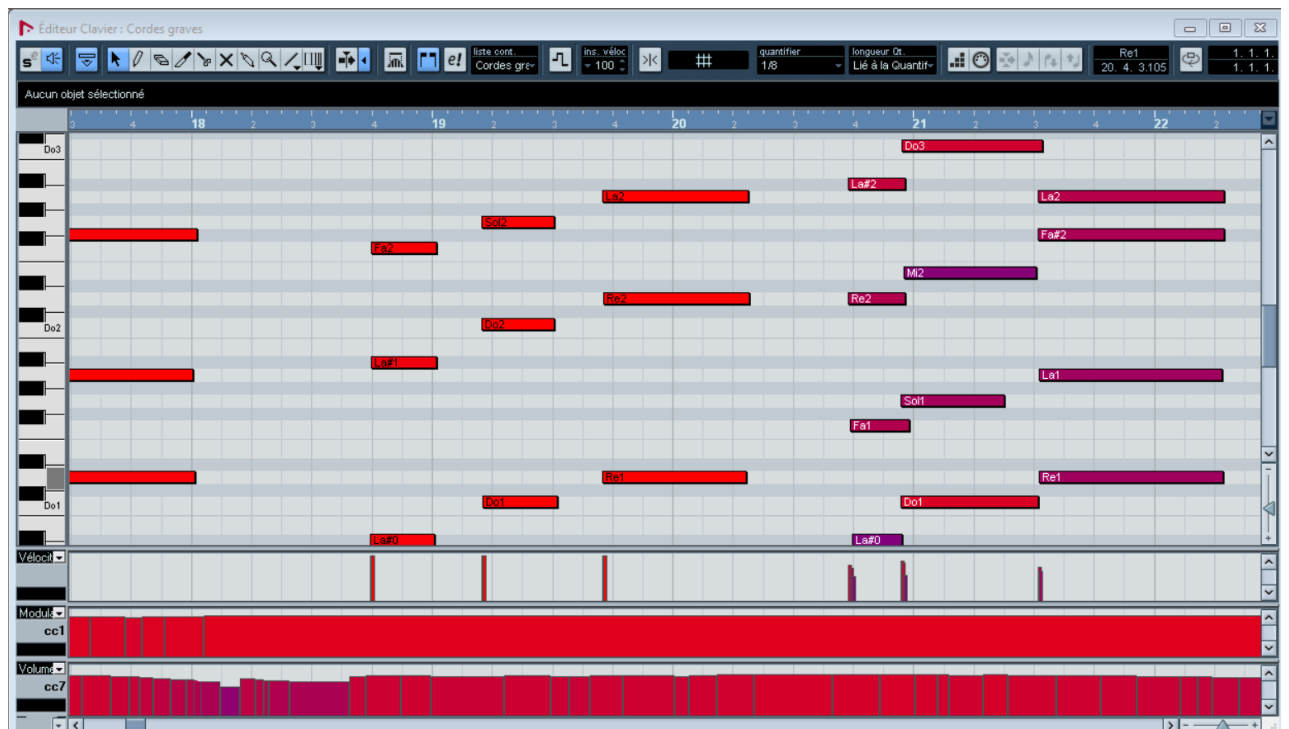 Éditeur Clavier : Cordes graves
liste cont. ins. véloc quantifier longueur Qt. Re1 1. 1. 1.
Cordes gra 100 1/8 Lié à la Quantif 20. 4. 3.105 1. 1. 1.
Aucun objet sélectionné
3 4 18 2 3 4 19 2 3 4 20 2 3 4 21 2 3 4 22 2
Do3 Do3
La#2
La2 La2
Sol2
Fa#2
Fa2
Mi2
Re2 Re2
Do2 Do2
La#1
La1
Sol1
Fa1
Re1 Re1
Do1 Do1 Do1
La#0 La#0
Vélocit
Modula
cc1
Volume
cc7